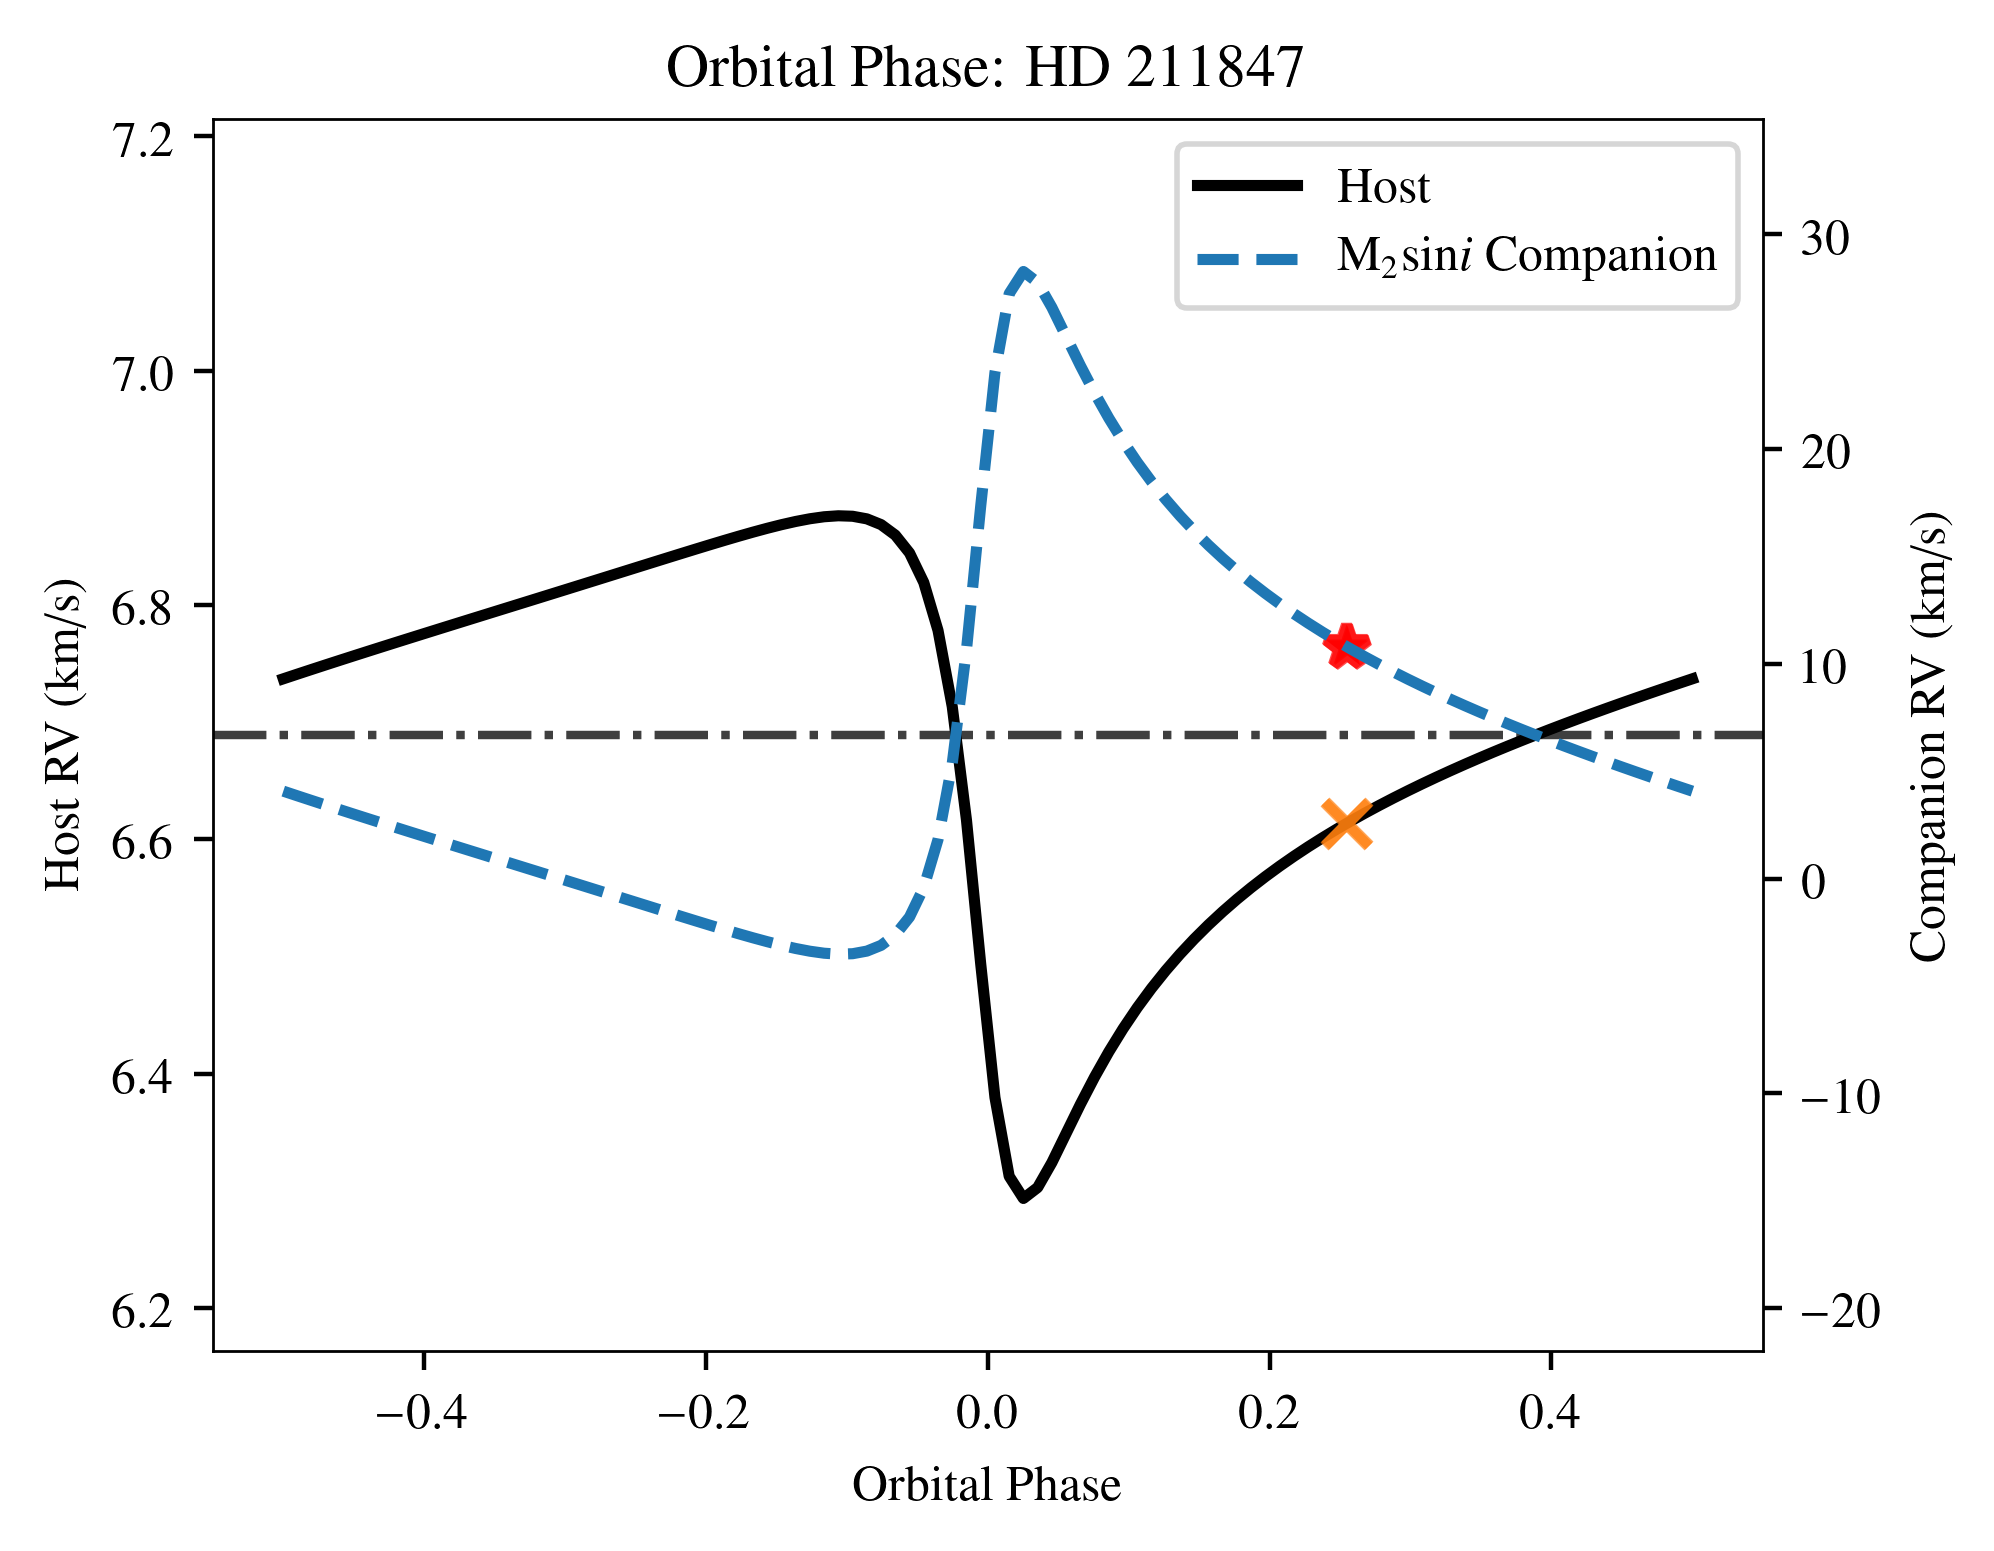 Orbital Phase: HD 211847
Host
M₂sini Companion
7.2
7.0
6.8
6.6
6.4
6.2
Host RV (km/s)
30
20
10
0
−10
−20
Companion RV (km/s)
−0.4
−0.2
0.0
0.2
0.4
Orbital Phase